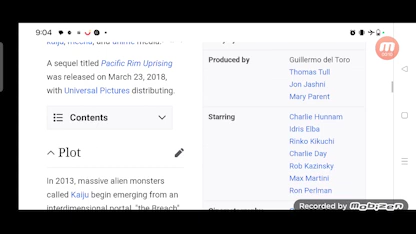 9:04
kaiju, mecha, and anime media.
A sequel titled Pacific Rim Uprising
was released on March 23, 2018,
with Universal Pictures distributing.
Contents
Plot
In 2013, massive alien monsters
called Kaiju begin emerging from an
interdimensional portal, "the Breach"
Produced by
Guillermo del Toro
Thomas Tull
Jon Jashni
Mary Parent
Starring
Charlie Hunnam
Idris Elba
Rinko Kikuchi
Charlie Day
Rob Kazinsky
Max Martini
Ron Perlman
Recorded by MOBIZEN